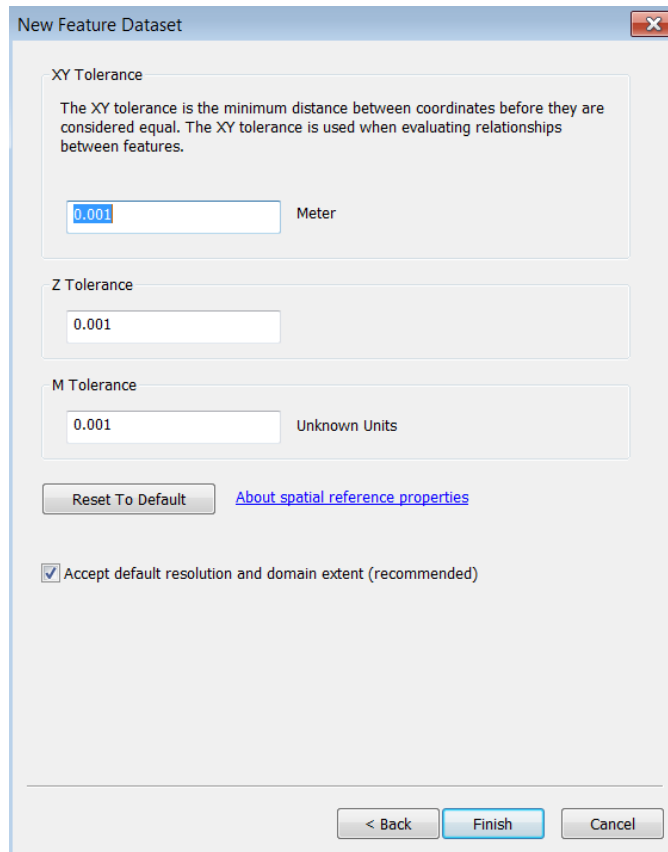 New Feature Dataset
XY Tolerance
The XY tolerance is the minimum distance between coordinates before they are
considered equal. The XY tolerance is used when evaluating relationships
between features.
0.001 Meter
Z Tolerance
0.001
M Tolerance
0.001 Unknown Units
Reset To Default About spatial reference properties
Accept default resolution and domain extent (recommended)
< Back Finish Cancel